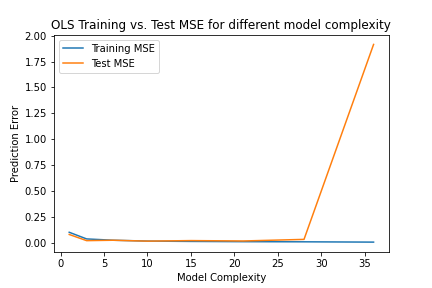 OLS Training vs. Test MSE for different model complexity
2.00
1.75
1.50
1.25
1.00
0.75
0.50
0.25
0.00
Prediction Error
Training MSE
Test MSE
0 5 10 15 20 25 30 35
Model Complexity